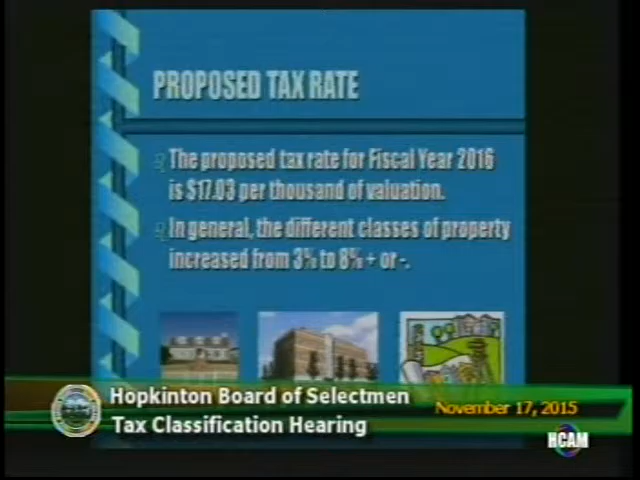 PROPOSED TAX RATE
The proposed tax rate for Fiscal Year 2016
is $17.03 per thousand of valuation.
In general, the different classes of property
increased from 3% to 8% + or -.
Hopkinton Board of Selectmen
November 17, 2015
Tax Classification Hearing
HCAM